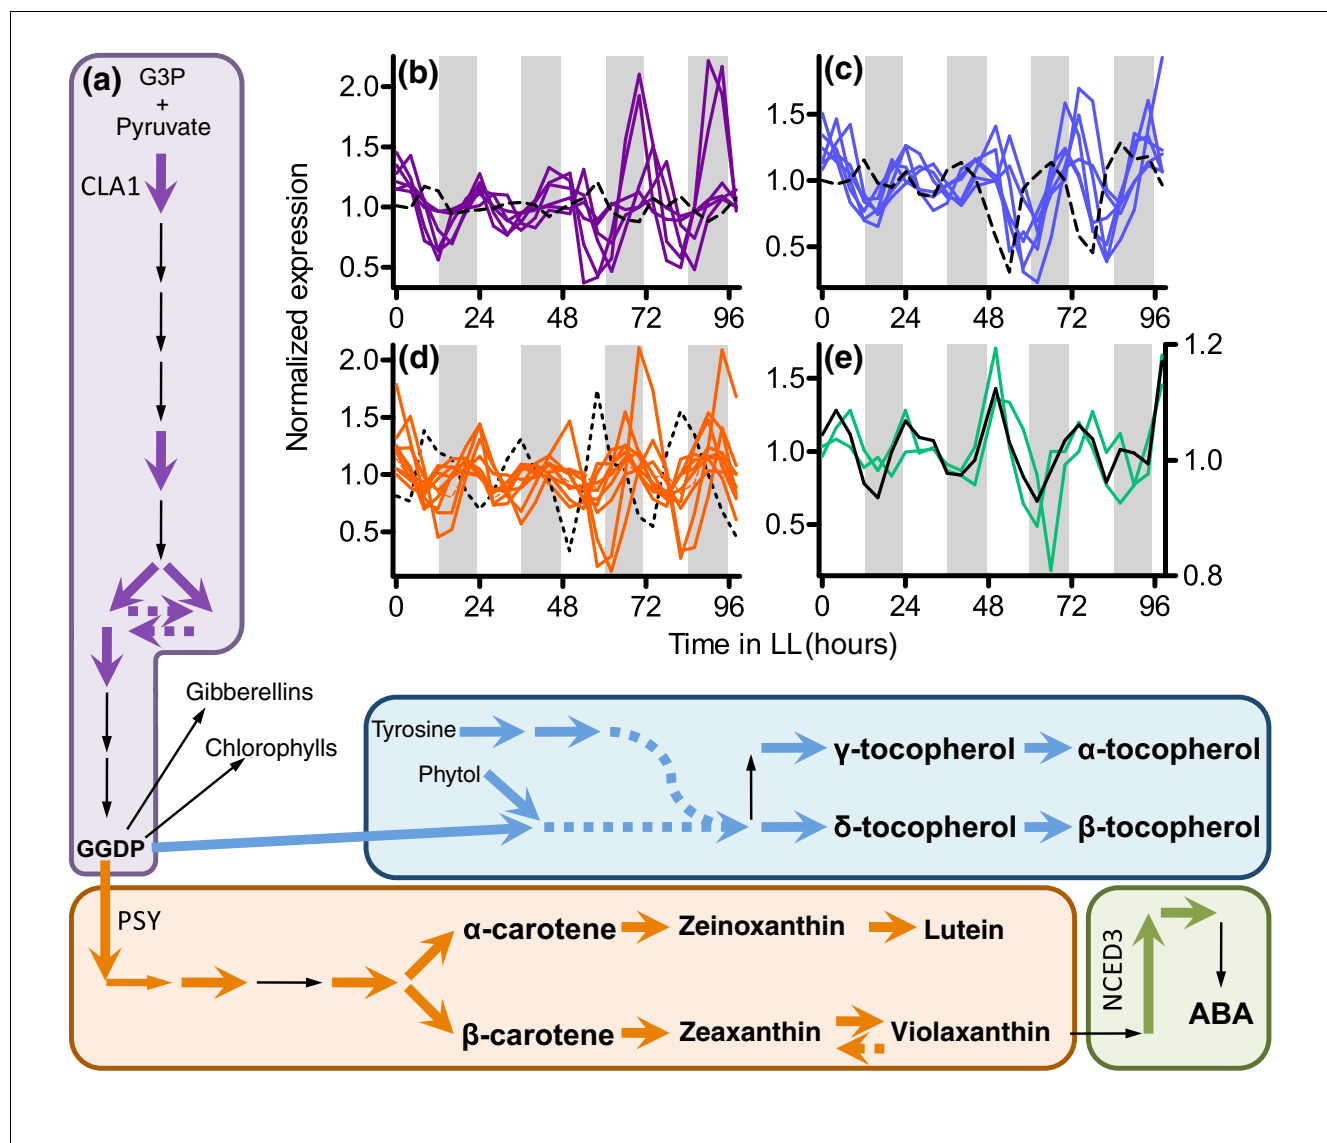 (a)
G3P
+
Pyruvate
CLA1
Normalized expression
(b)
2.0
1.5
1.0
0.5
0 24 48 72 96
(c)
1.5
1.0
0.5
0 24 48 72 96
(d)
2.0
1.5
1.0
0.5
0 24 48 72 96
(e)
1.5
1.0
0.5
1.2
1.0
0.8
0 24 48 72 96
Time in LL (hours)
Gibberellins
Chlorophylls
GGDP
Tyrosine
Phytol
γ-tocopherol
α-tocopherol
δ-tocopherol
β-tocopherol
PSY
α-carotene
Zeinoxanthin
Lutein
β-carotene
Zeaxanthin
Violaxanthin
NCED3
ABA